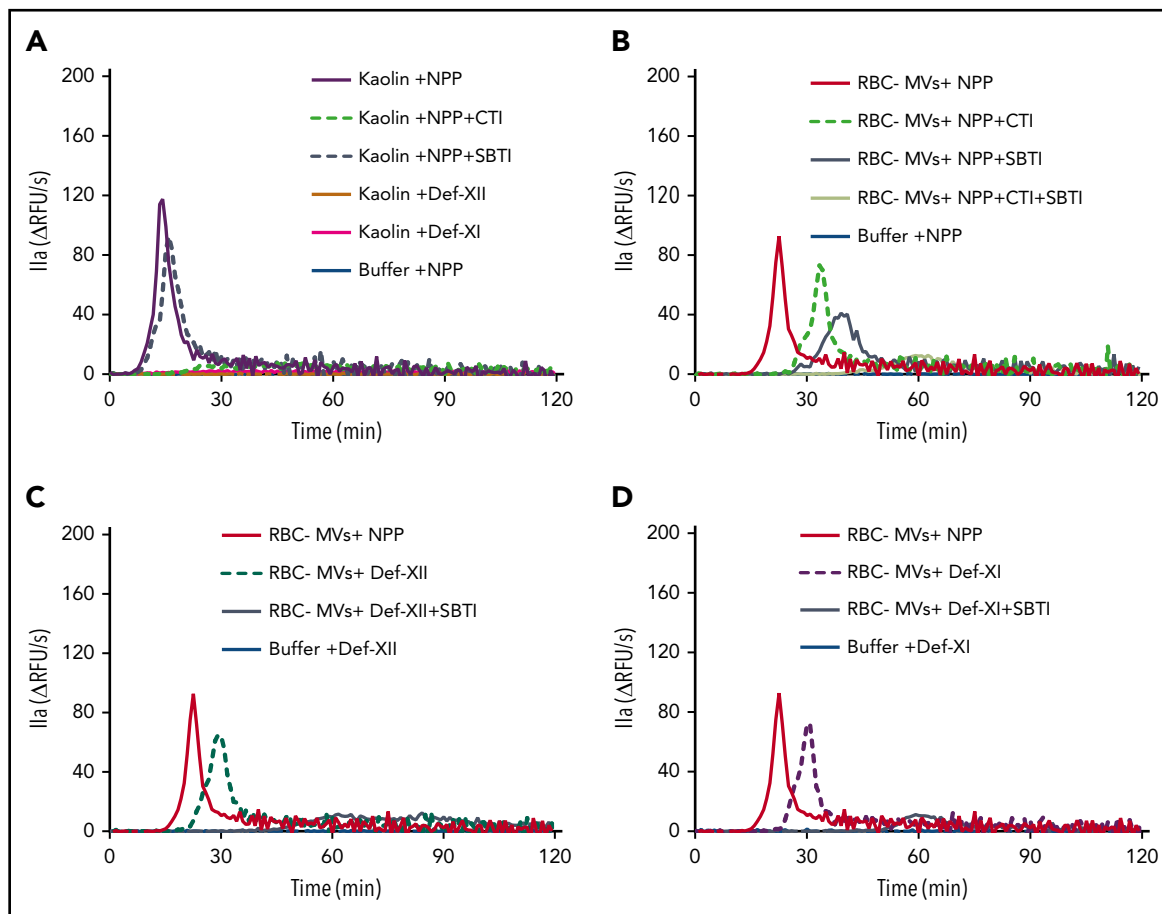 A
200
160
120
80
40
0
IIa (ΔRFU/s)
0 30 60 90 120
Time (min)
Kaolin +NPP
Kaolin +NPP+CTI
Kaolin +NPP+SBTI
Kaolin +Def-XII
Kaolin +Def-XI
Buffer +NPP
B
200
160
120
80
40
0
IIa (ΔRFU/s)
0 30 60 90 120
Time (min)
RBC- MVs+ NPP
RBC- MVs+ NPP+CTI
RBC- MVs+ NPP+SBTI
RBC- MVs+ NPP+CTI+SBTI
Buffer +NPP
C
200
160
120
80
40
0
IIa (ΔRFU/s)
0 30 60 90 120
Time (min)
RBC- MVs+ NPP
RBC- MVs+ Def-XII
RBC- MVs+ Def-XII+SBTI
Buffer +Def-XII
D
200
160
120
80
40
0
IIa (ΔRFU/s)
0 30 60 90 120
Time (min)
RBC- MVs+ NPP
RBC- MVs+ Def-XI
RBC- MVs+ Def-XI+SBTI
Buffer +Def-XI